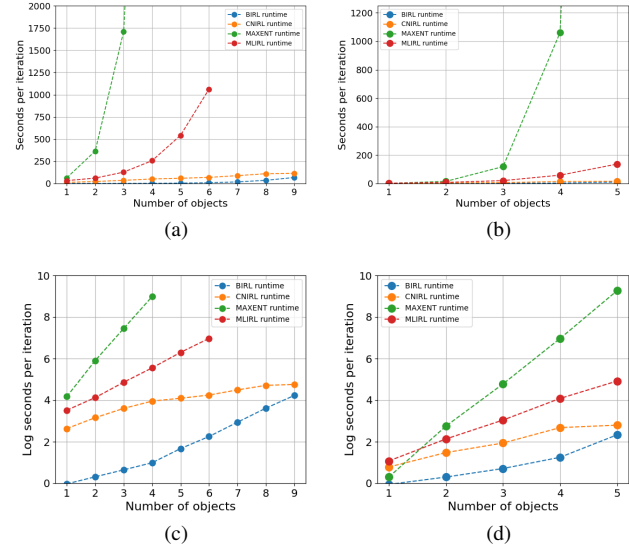 2000
1750
1500
1250
1000
750
500
250
0
Seconds per iteration
BIRL runtime
CNIRL runtime
MAXENT runtime
MLIRL runtime
1 2 3 4 5 6 7 8 9
Number of objects
(a)
1200
1000
800
600
400
200
0
Seconds per iteration
BIRL runtime
CNIRL runtime
MAXENT runtime
MLIRL runtime
1 2 3 4 5
Number of objects
(b)
10
8
6
4
2
0
Log seconds per iteration
BIRL runtime
CNIRL runtime
MAXENT runtime
MLIRL runtime
1 2 3 4 5 6 7 8 9
Number of objects
(c)
10
8
6
4
2
0
Log seconds per iteration
BIRL runtime
CNIRL runtime
MAXENT runtime
MLIRL runtime
1 2 3 4 5
Number of objects
(d)